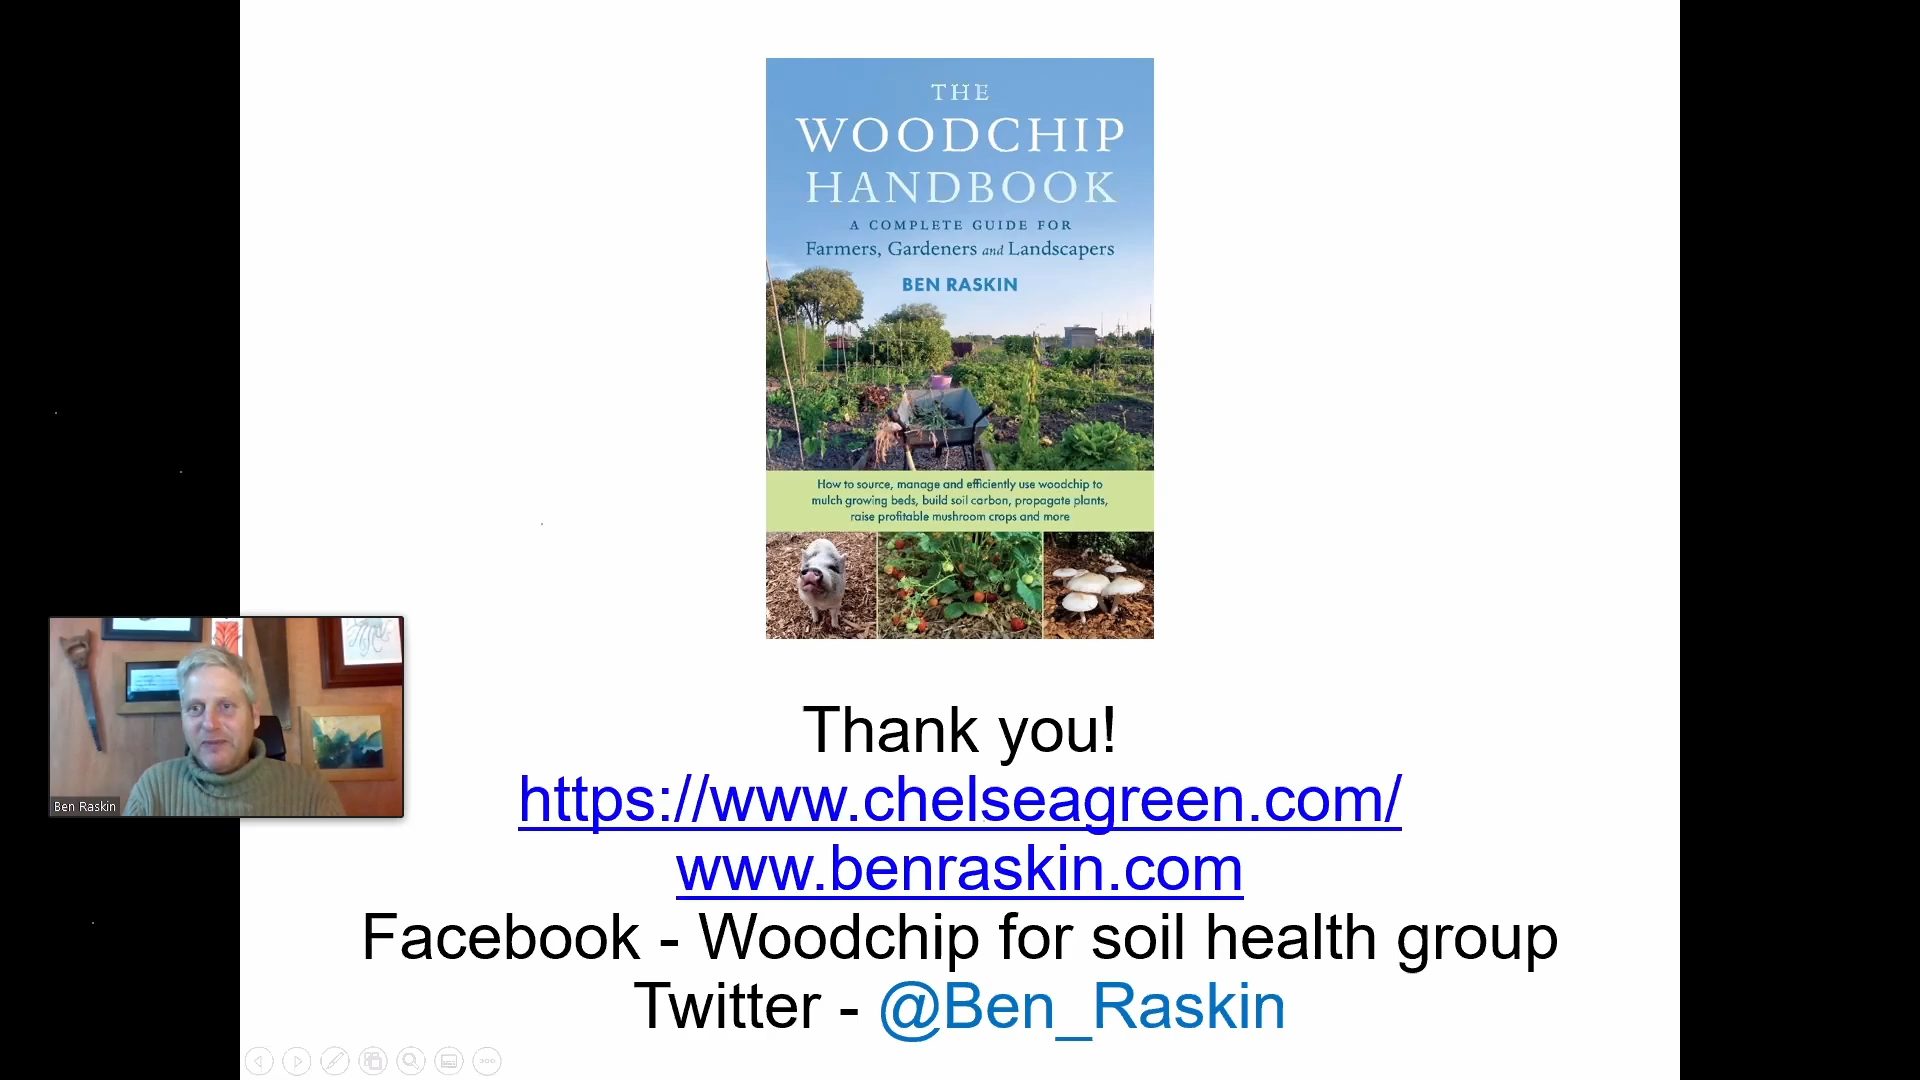 THE
WOODCHIP
HANDBOOK
A COMPLETE GUIDE FOR
Farmers, Gardeners and Landscapers
BEN RASKIN
How to source, manage and efficiently use woodchip to
mulch growing beds, build soil carbon, propagate plants,
raise profitable mushroom crops and more
Ben Raskin
Thank you!
https://www.chelseagreen.com/
www.benraskin.com
Facebook - Woodchip for soil health group
Twitter - @Ben_Raskin